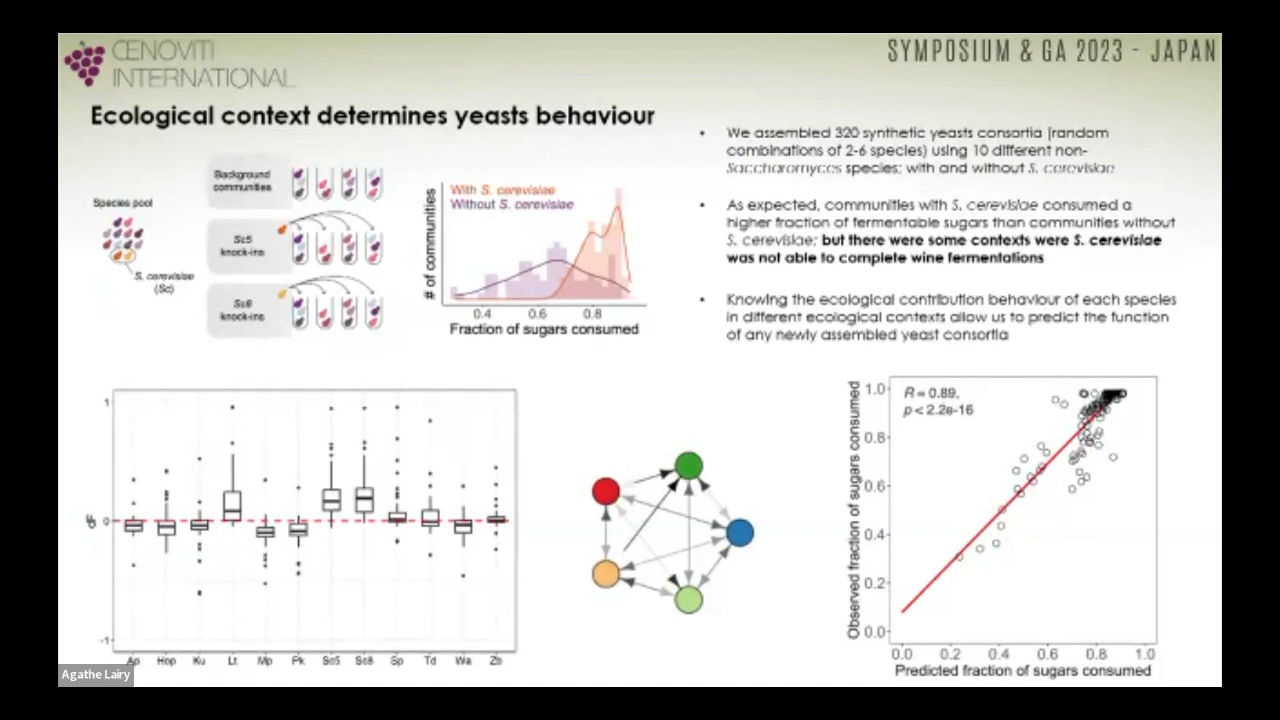 ŒNOVITI
INTERNATIONAL
SYMPOSIUM & GA 2023 - JAPAN
Ecological context determines yeasts behaviour
Species pool
S. cerevisiae
(Sc)
Background
communities
Sc5
knock-ins
Sc8
knock-ins
With S. cerevisiae
Without S. cerevisiae
# of communities
0.4 0.6 0.8
Fraction of sugars consumed
• We assembled 320 synthetic yeasts consortia (random
combinations of 2-6 species) using 10 different non-
Saccharomyces species; with and without S. cerevisiae
• As expected, communities with S. cerevisiae consumed a
higher fraction of fermentable sugars than communities without
S. cerevisiae; but there were some contexts were S. cerevisiae
was not able to complete wine fermentations
• Knowing the ecological contribution behaviour of each species
in different ecological contexts allow us to predict the function
of any newly assembled yeast consortia
dF
1
0
-1
Ap Hop Ku Lt Mp Pk Sc5 Sc8 Sp Td Wa Zb
Observed fraction of sugars consumed
R = 0.89,
p < 2.2e-16
1.0
0.8
0.6
0.4
0.2
0.0
0.0 0.2 0.4 0.6 0.8 1.0
Predicted fraction of sugars consumed
Agathe Lairy